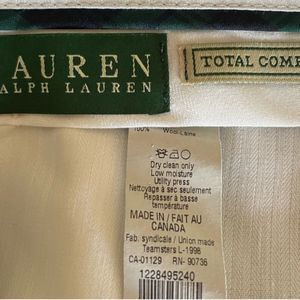 LAUREN
RALPH LAUREN
TOTAL COMF
100% Wool-Laine
Dry clean only
Low moisture
Utility press
Nettoyage à sec seulement
Repasser à basse
température
MADE IN / FAIT AU
CANADA
Fab. syndicale / Union made
Teamsters L-1998
CA-01129 RN- 90736
1228495240